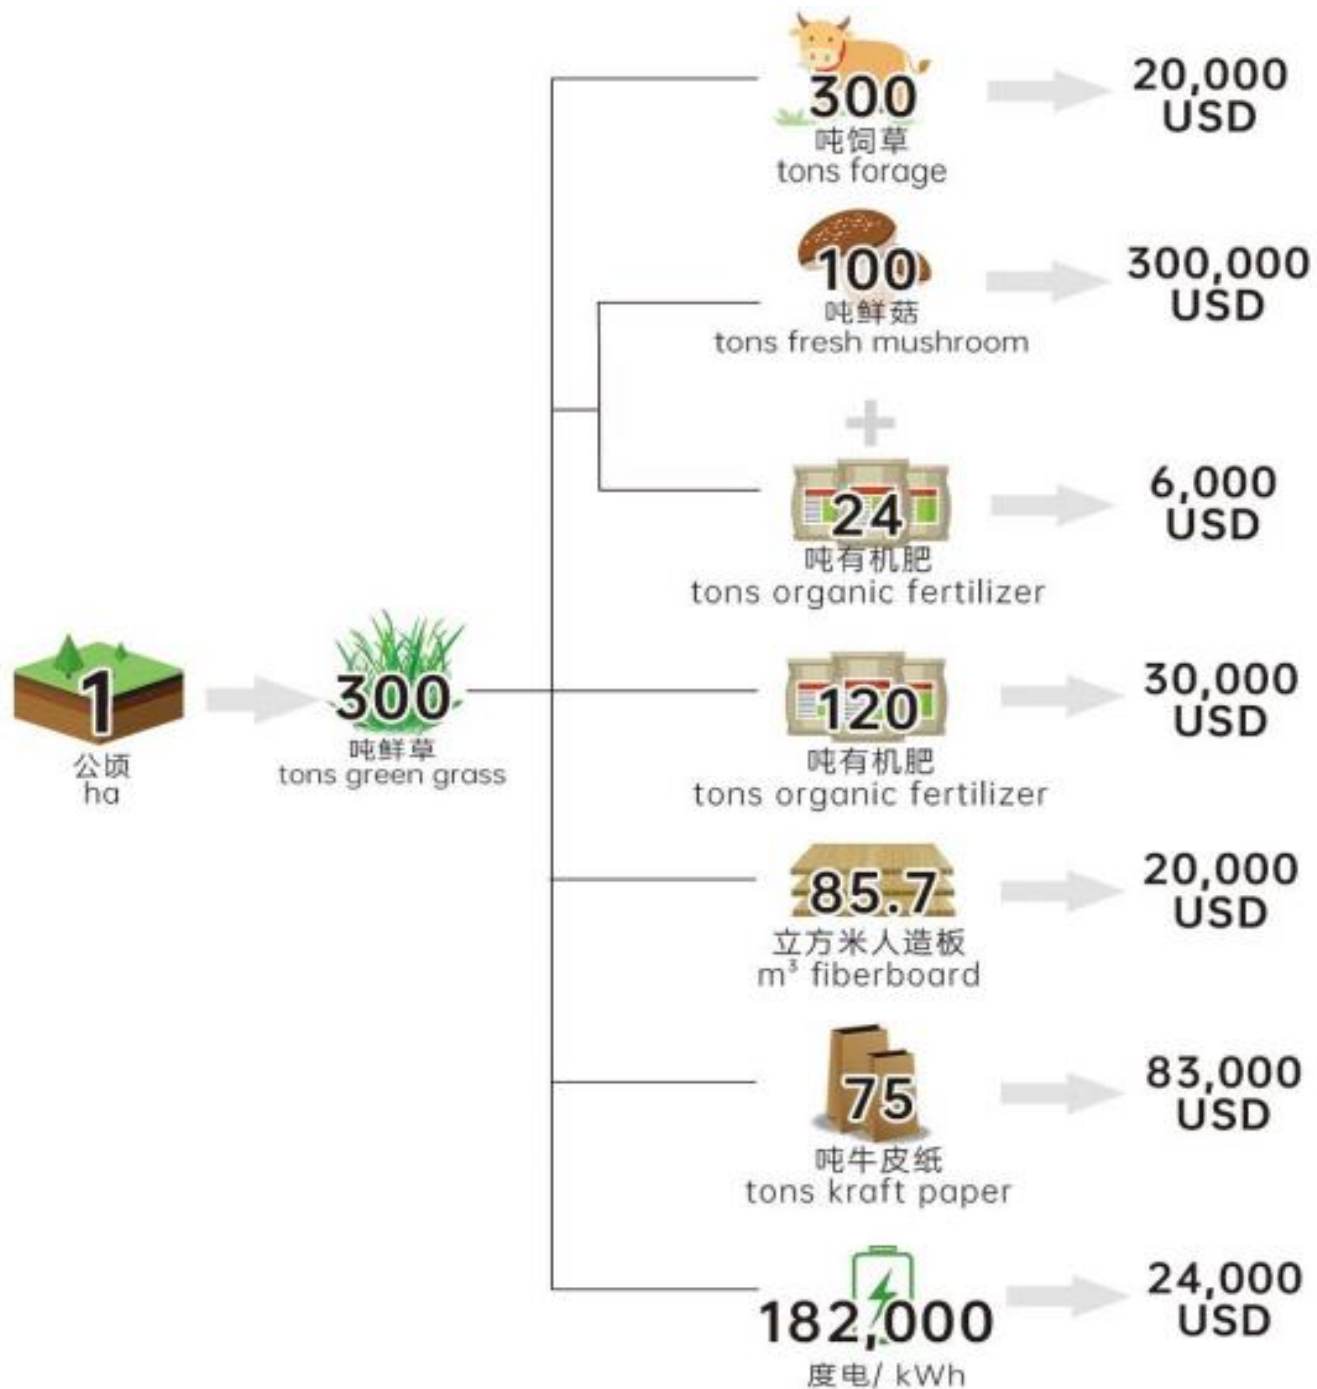 1
公顷
ha
300
吨鲜草
tons green grass
300
吨饲草
tons forage
20,000
USD
100
吨鲜菇
tons fresh mushroom
300,000
USD
+
24
吨有机肥
tons organic fertilizer
6,000
USD
120
吨有机肥
tons organic fertilizer
30,000
USD
85.7
立方米人造板
m³ fiberboard
20,000
USD
75
吨牛皮纸
tons kraft paper
83,000
USD
182,000
度电/ kWh
24,000
USD